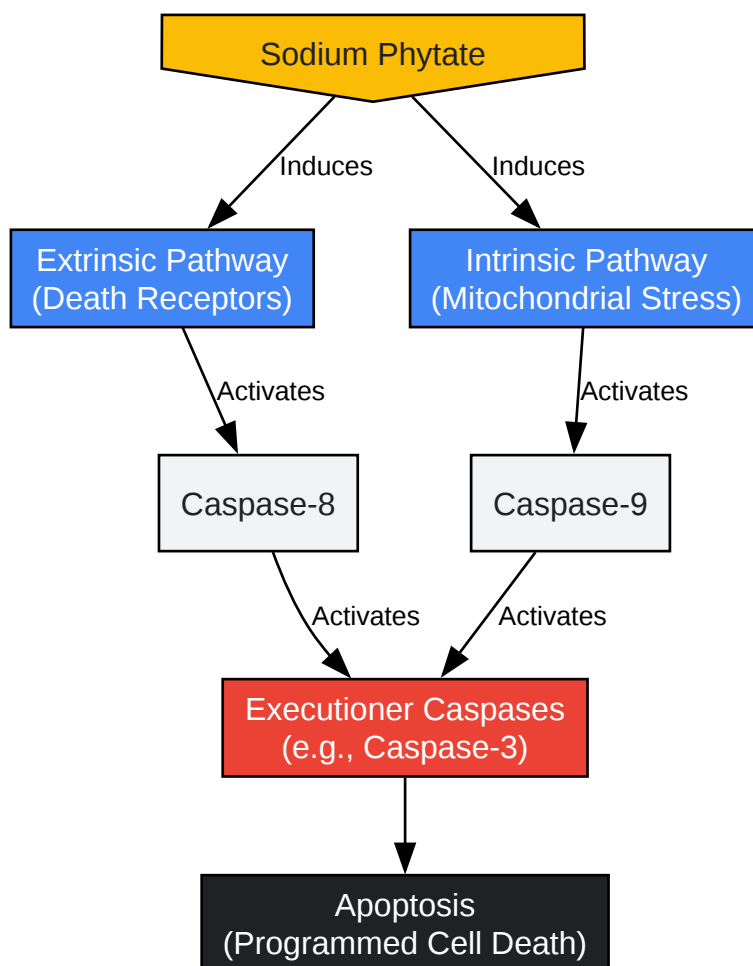 Sodium Phytate
Induces
Induces
Extrinsic Pathway
(Death Receptors)
Intrinsic Pathway
(Mitochondrial Stress)
Activates
Activates
Caspase-8
Caspase-9
Activates
Activates
Executioner Caspases
(e.g., Caspase-3)
Apoptosis
(Programmed Cell Death)